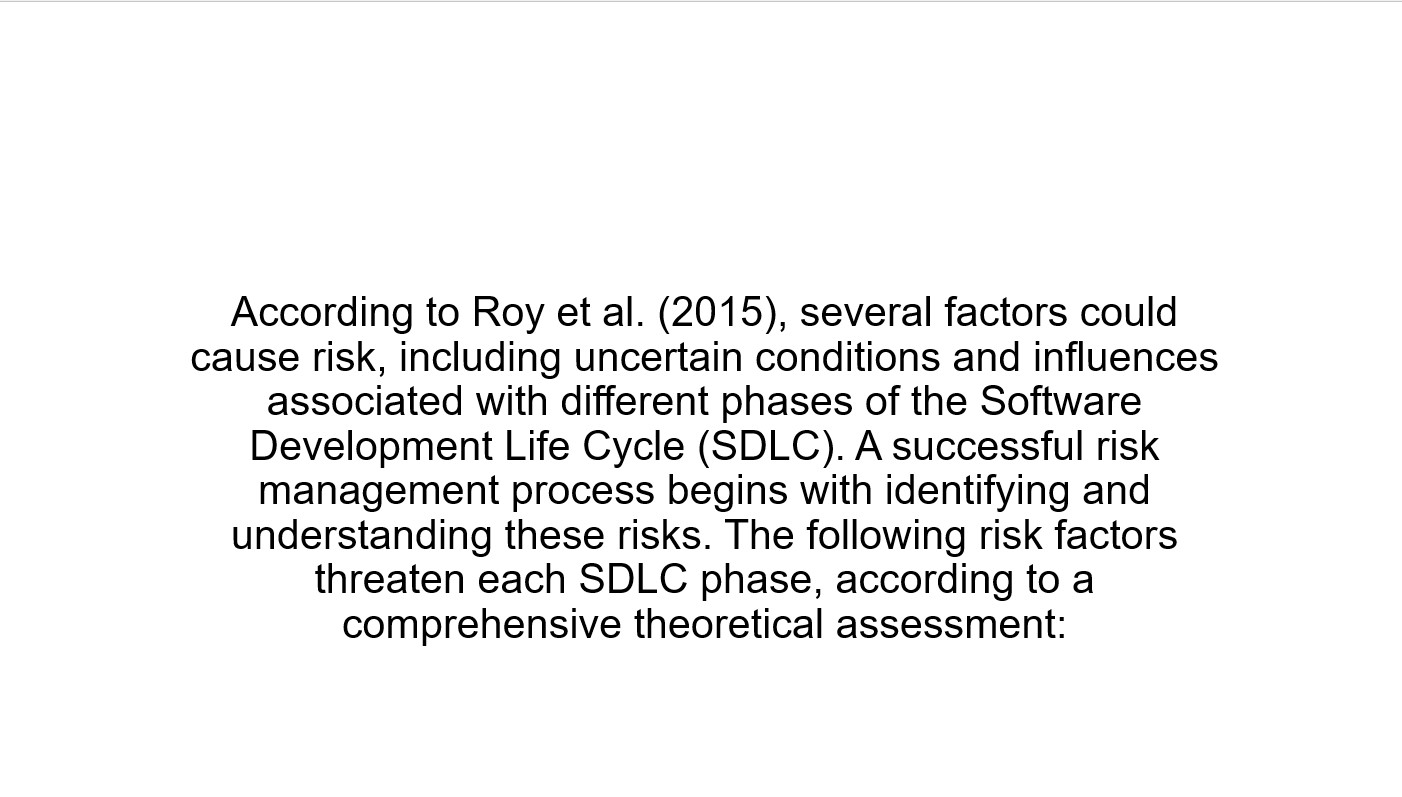 According to Roy et al. (2015), several factors could
cause risk, including uncertain conditions and influences
associated with different phases of the Software
Development Life Cycle (SDLC). A successful risk
management process begins with identifying and
understanding these risks. The following risk factors
threaten each SDLC phase, according to a
comprehensive theoretical assessment: